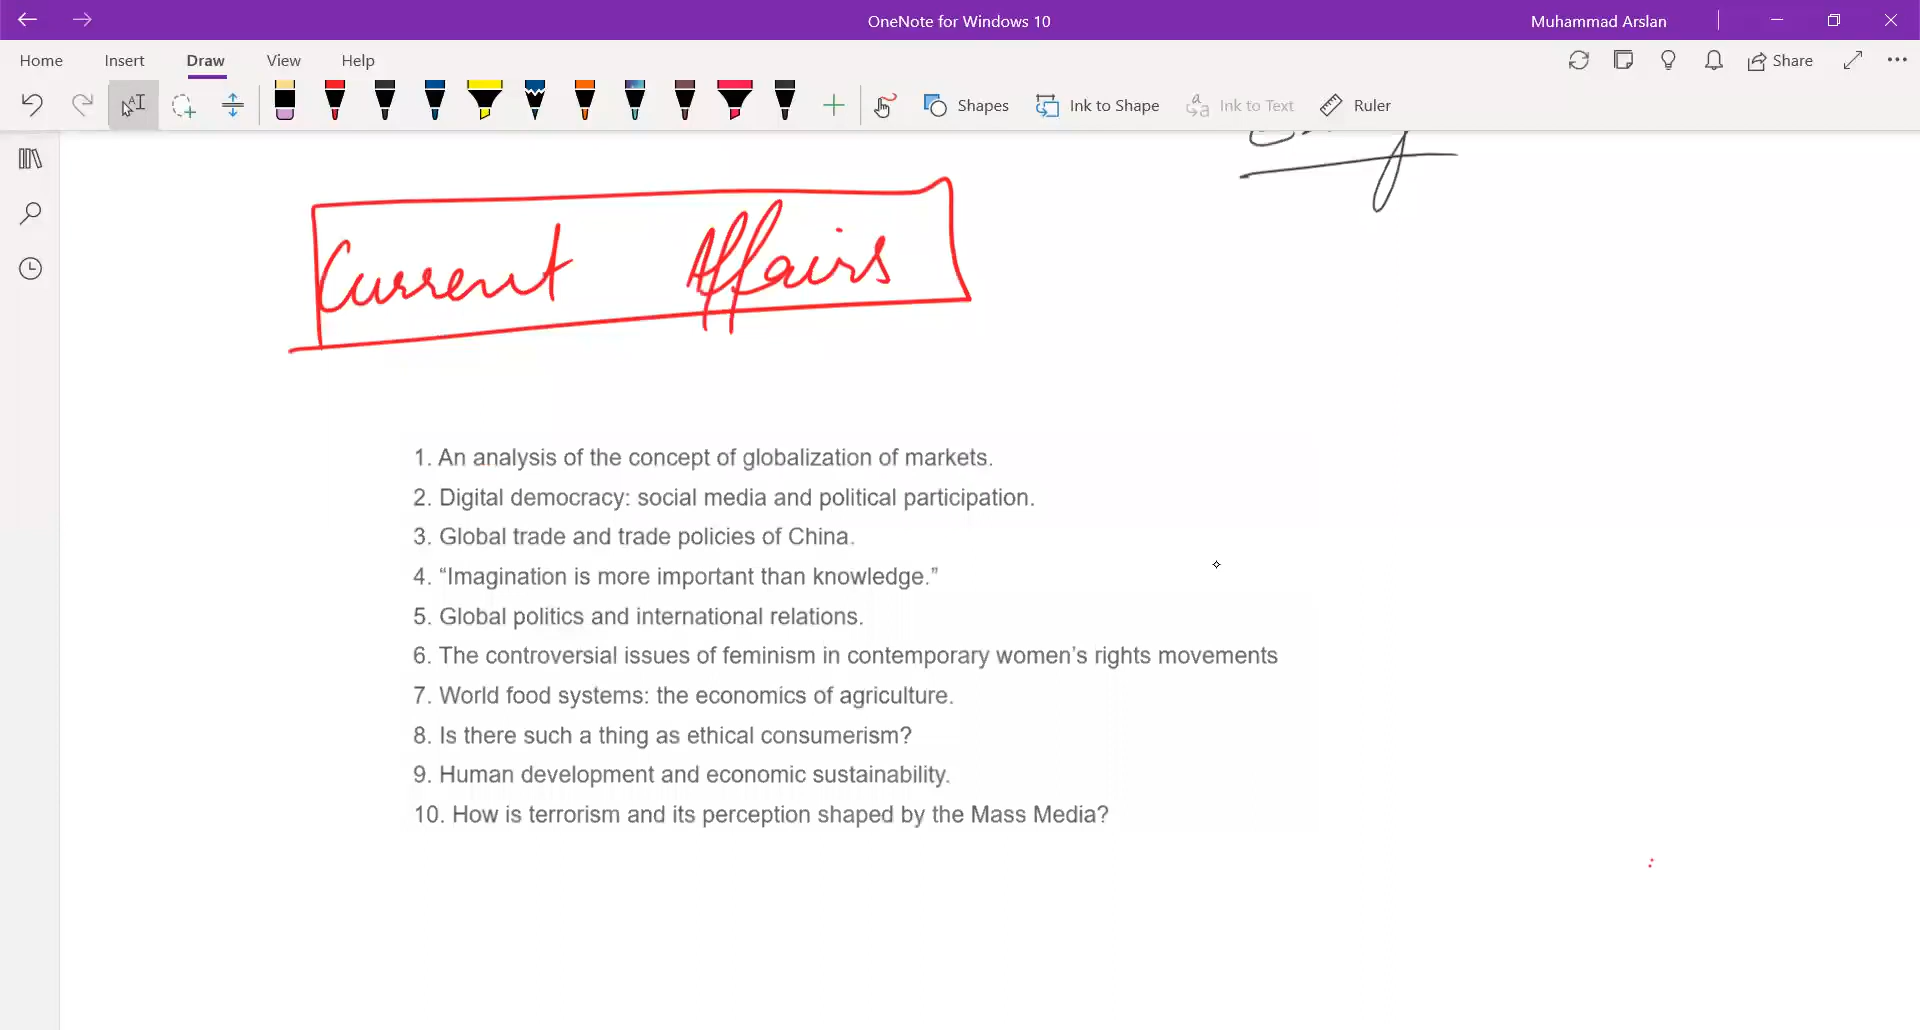 OneNote for Windows 10
Muhammad Arslan
Home Insert Draw View Help
Share
Shapes Ink to Shape Ink to Text Ruler
Current Affairs
1. An analysis of the concept of globalization of markets.
2. Digital democracy: social media and political participation.
3. Global trade and trade policies of China.
4. “Imagination is more important than knowledge.”
5. Global politics and international relations.
6. The controversial issues of feminism in contemporary women’s rights movements
7. World food systems: the economics of agriculture.
8. Is there such a thing as ethical consumerism?
9. Human development and economic sustainability.
10. How is terrorism and its perception shaped by the Mass Media?